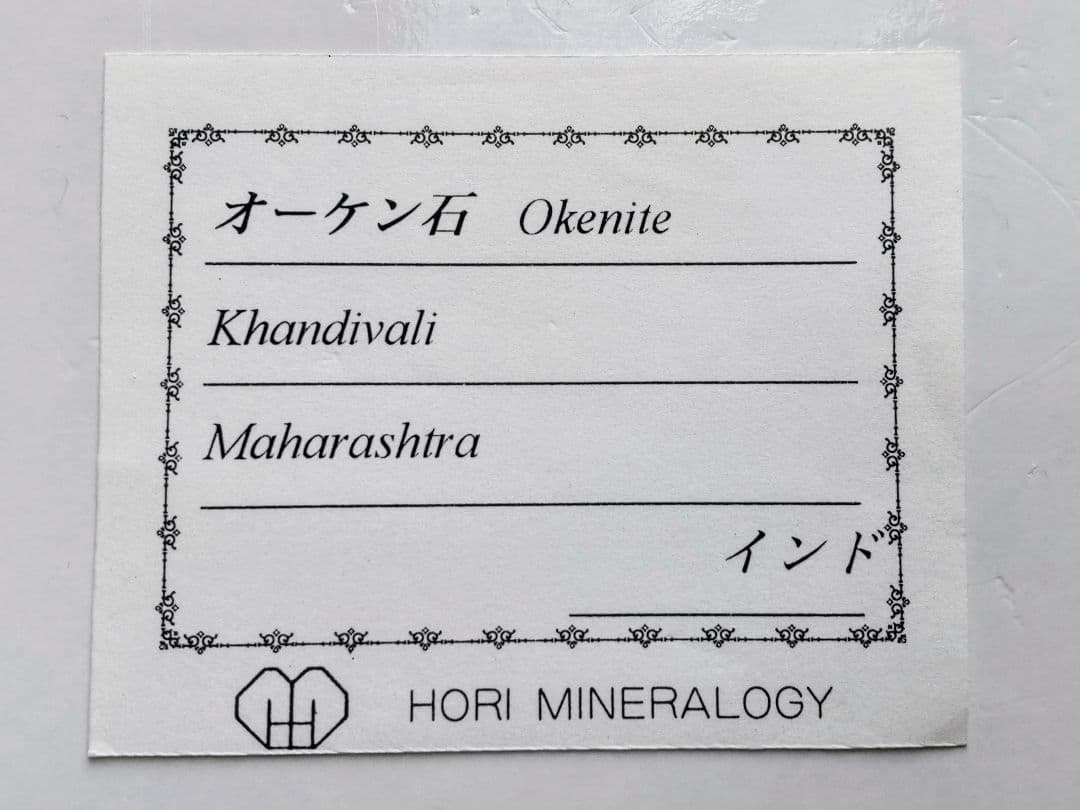 オーケン石 Okenite
Khandivali
Maharashtra
インド
HORI MINERALOGY